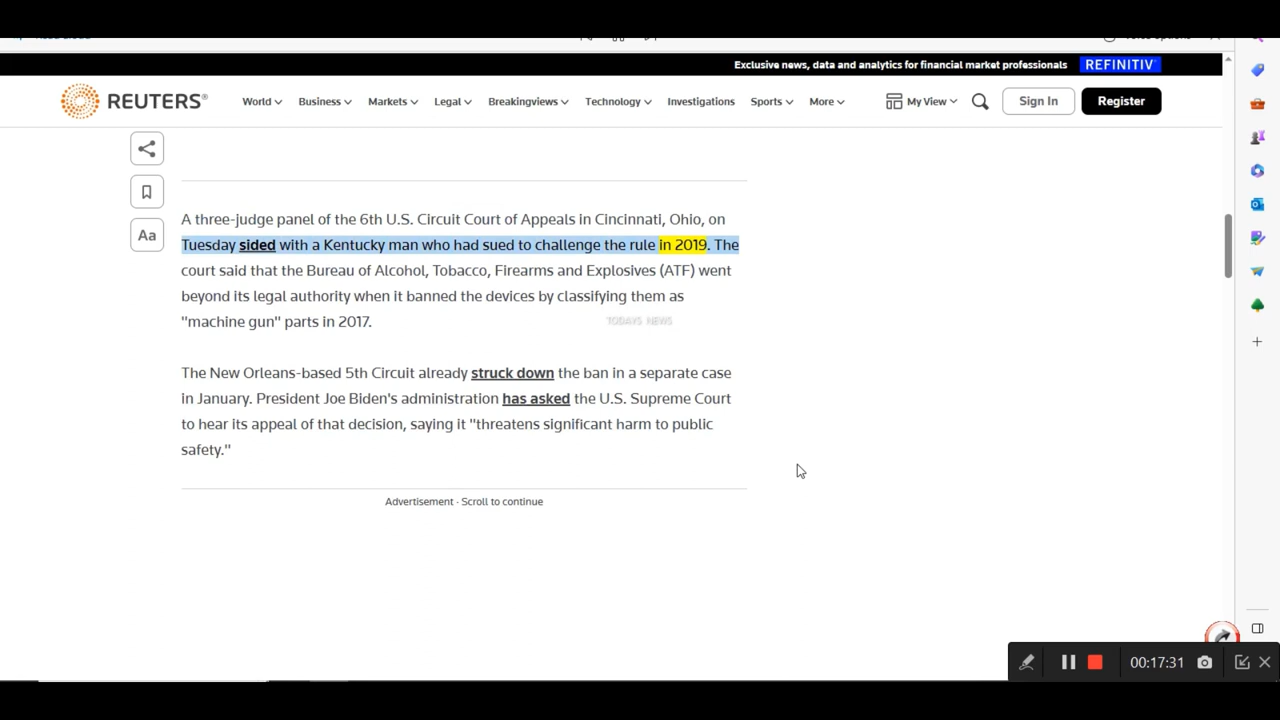 Exclusive news, data and analytics for financial market professionals REFINITIV
REUTERS® World Business Markets Legal Breakingviews Technology Investigations Sports More My View Sign In Register
Aa
A three-judge panel of the 6th U.S. Circuit Court of Appeals in Cincinnati, Ohio, on
Tuesday sided with a Kentucky man who had sued to challenge the rule in 2019. The
court said that the Bureau of Alcohol, Tobacco, Firearms and Explosives (ATF) went
beyond its legal authority when it banned the devices by classifying them as
"machine gun" parts in 2017.
TODAYS NEWS
The New Orleans-based 5th Circuit already struck down the ban in a separate case
in January. President Joe Biden's administration has asked the U.S. Supreme Court
to hear its appeal of that decision, saying it "threatens significant harm to public
safety."
Advertisement · Scroll to continue
00:17:31